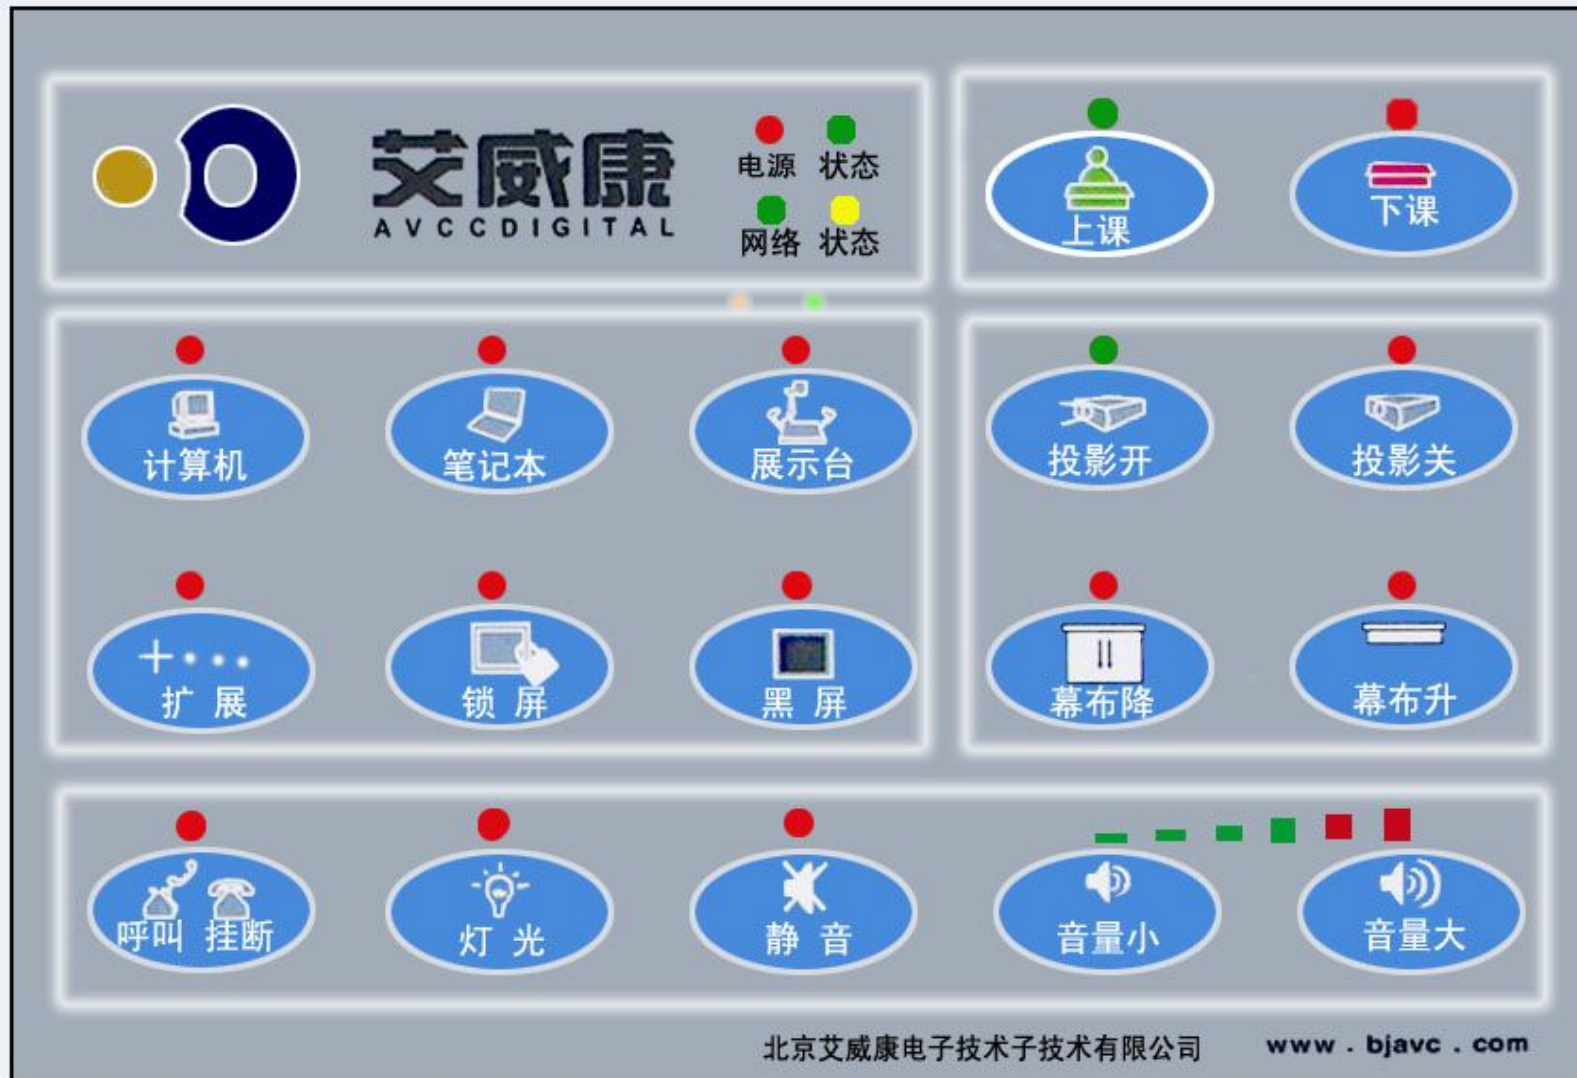 艾威康
AVCCDIGITAL
电源 状态
网络 状态
上课
下课
计算机
笔记本
展示台
投影开
投影关
扩 展
锁 屏
黑 屏
幕布降
幕布升
呼叫 挂断
灯 光
静 音
音量小
音量大
北京艾威康电子技术子技术有限公司
www . bjavc . com